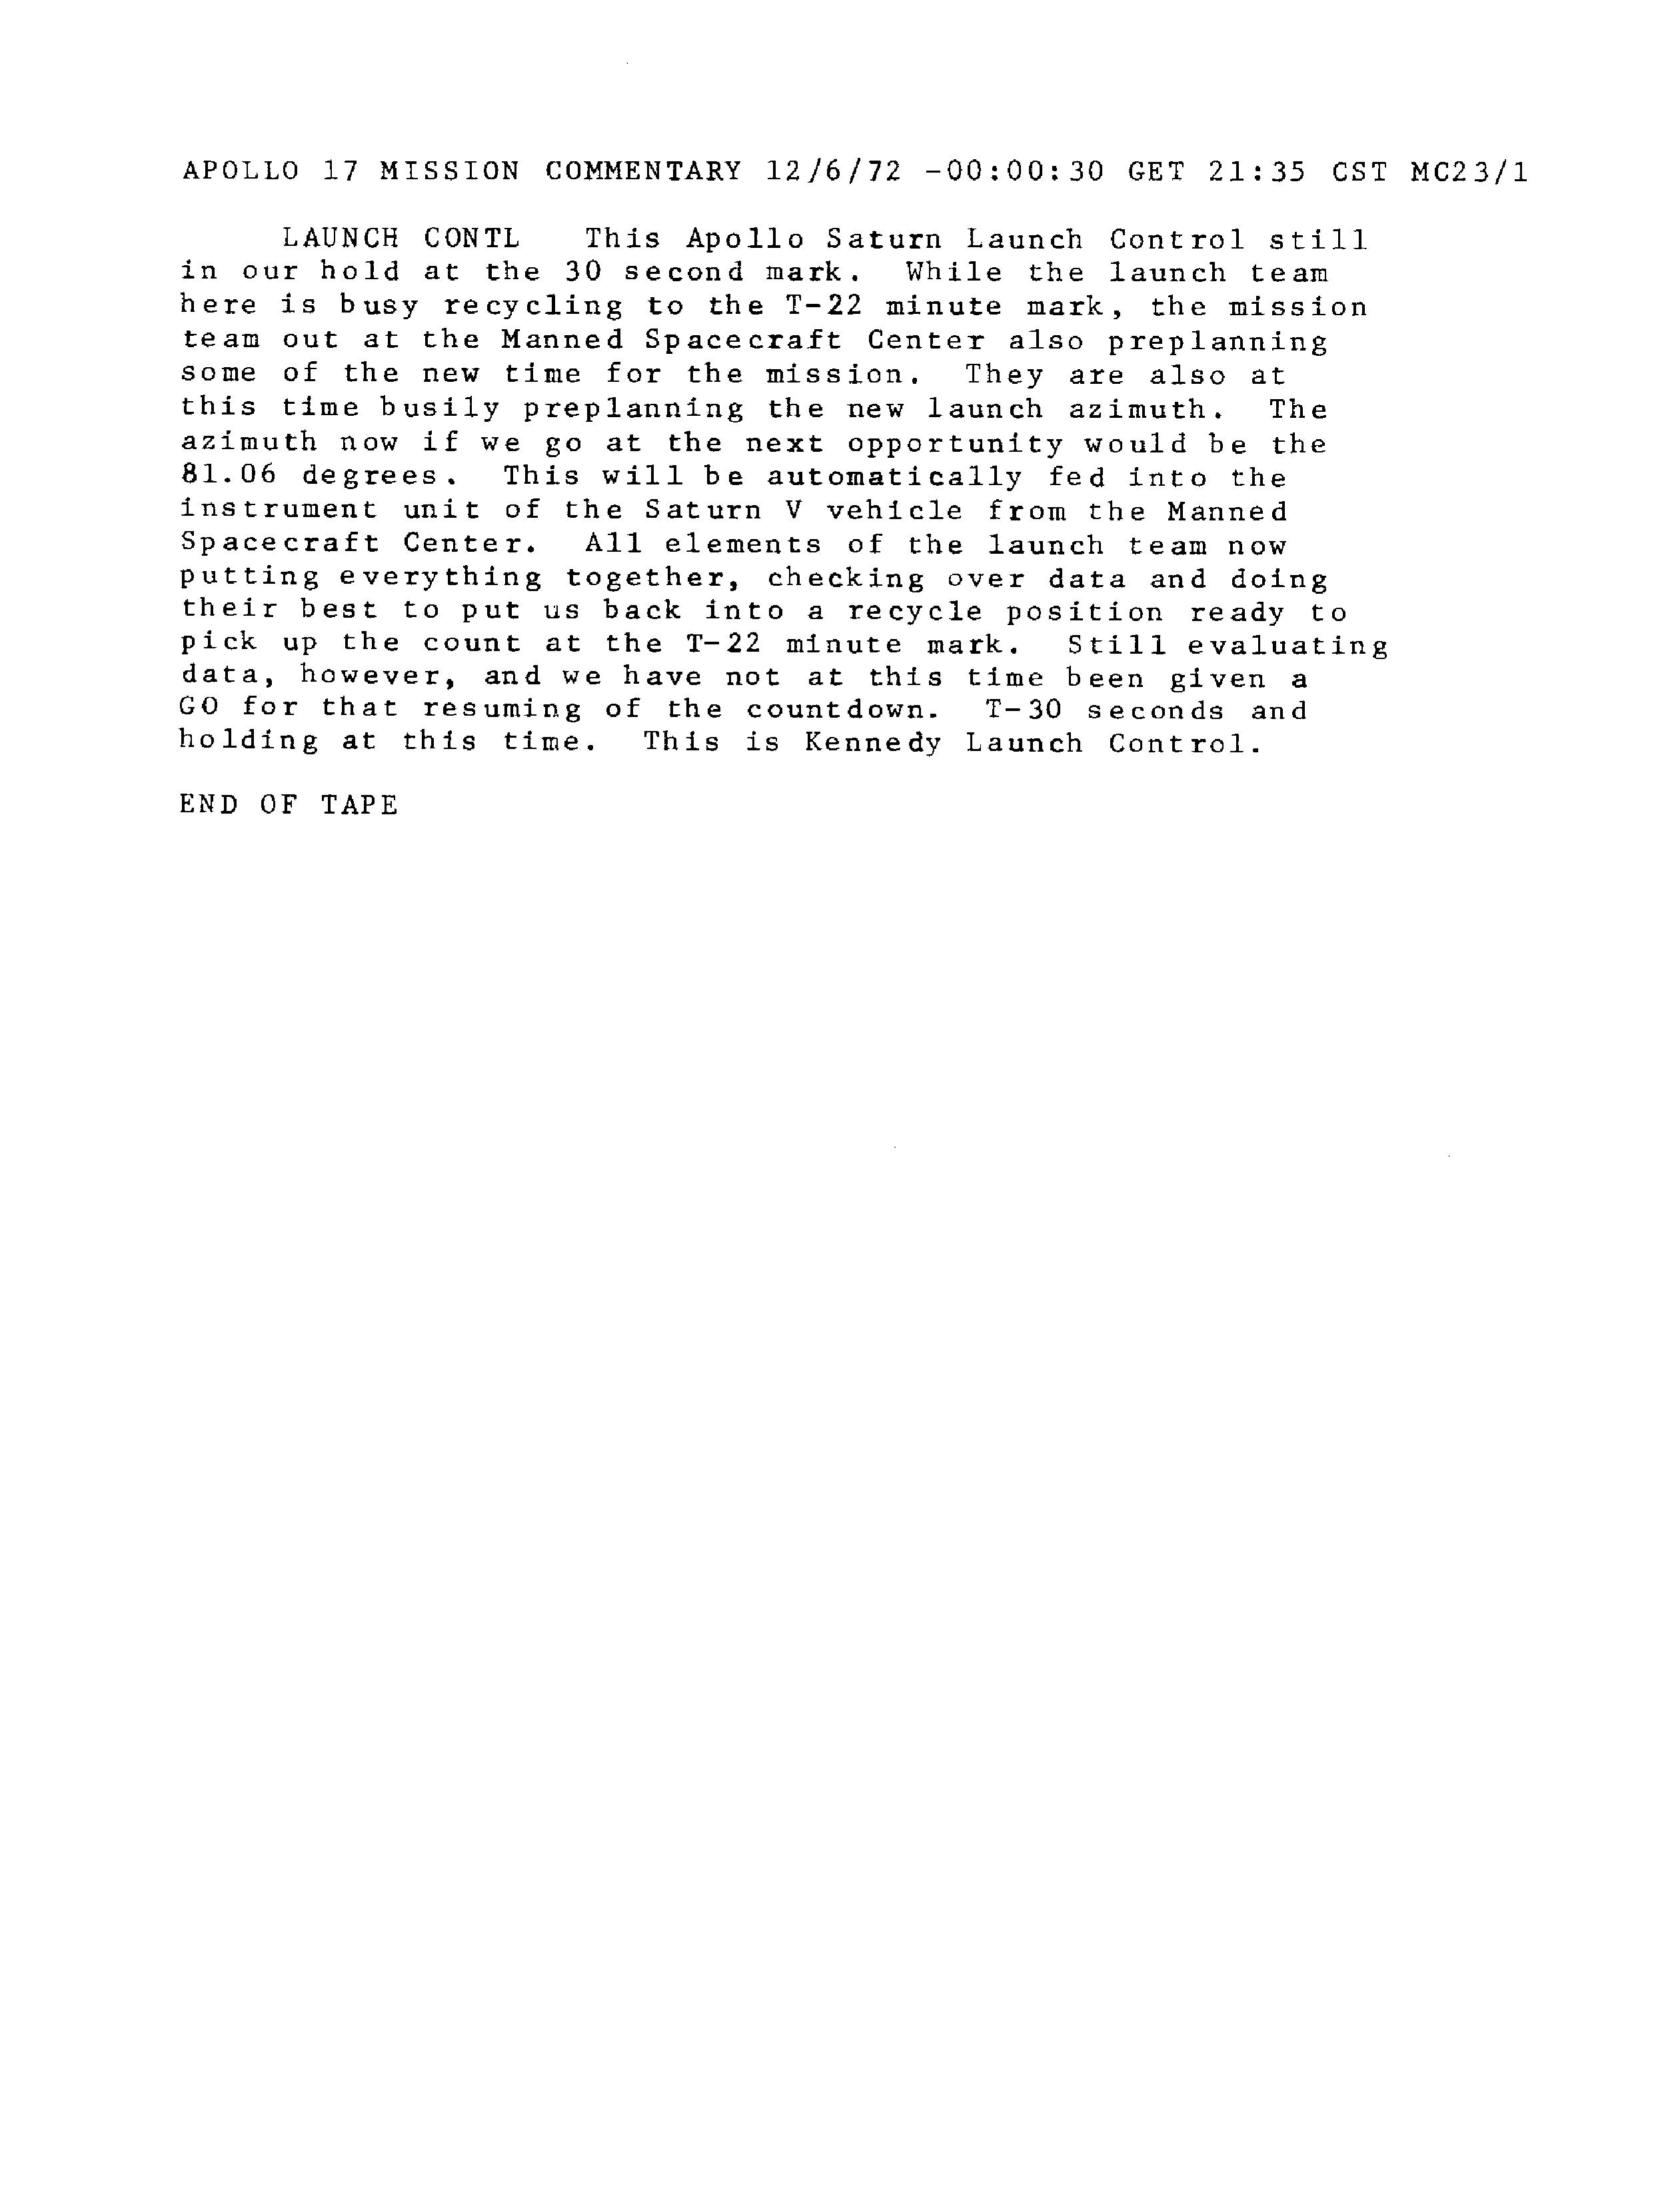 APOLLO 17 MISSION COMMENTARY 12/6/72 -00:00:30 GET 21:35 CST MC23/1
LAUNCH CONTL This Apollo Saturn Launch Control still
in our hold at the 30 second mark. While the launch team
here is busy recycling to the T-22 minute mark, the mission
team out at the Manned Spacecraft Center also preplanning
some of the new time for the mission. They are also at
this time busily preplanning the new launch azimuth. The
azimuth now if we go at the next opportunity would be the
81.06 degrees. This will be automatically fed into the
instrument unit of the Saturn V vehicle from the Manned
Spacecraft Center. All elements of the launch team now
putting everything together, checking over data and doing
their best to put us back into a recycle position ready to
pick up the count at the T-22 minute mark. Still evaluating
data, however, and we have not at this time been given a
GO for that resuming of the countdown. T-30 seconds and
holding at this time. This is Kennedy Launch Control.
END OF TAPE